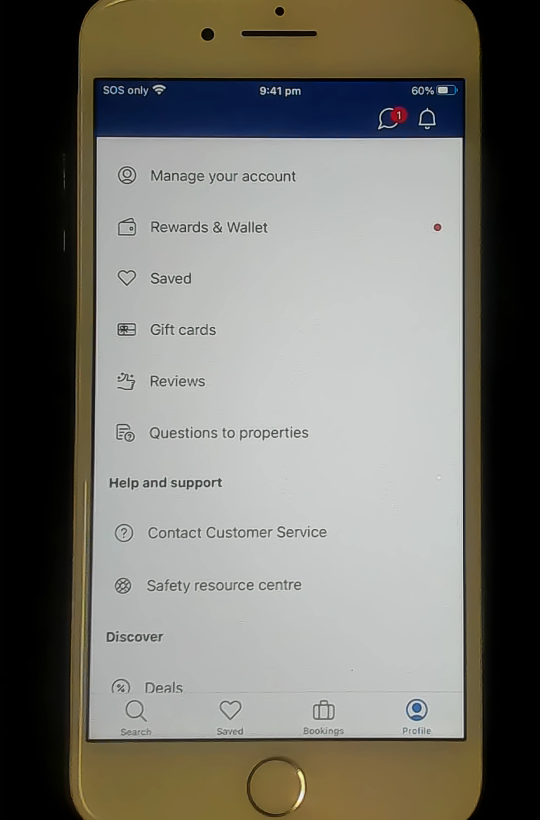 SOS only 9:41 pm 60%
1
Manage your account
Rewards & Wallet
Saved
Gift cards
Reviews
Questions to properties
Help and support
Contact Customer Service
Safety resource centre
Discover
Deals
Search Saved Bookings Profile